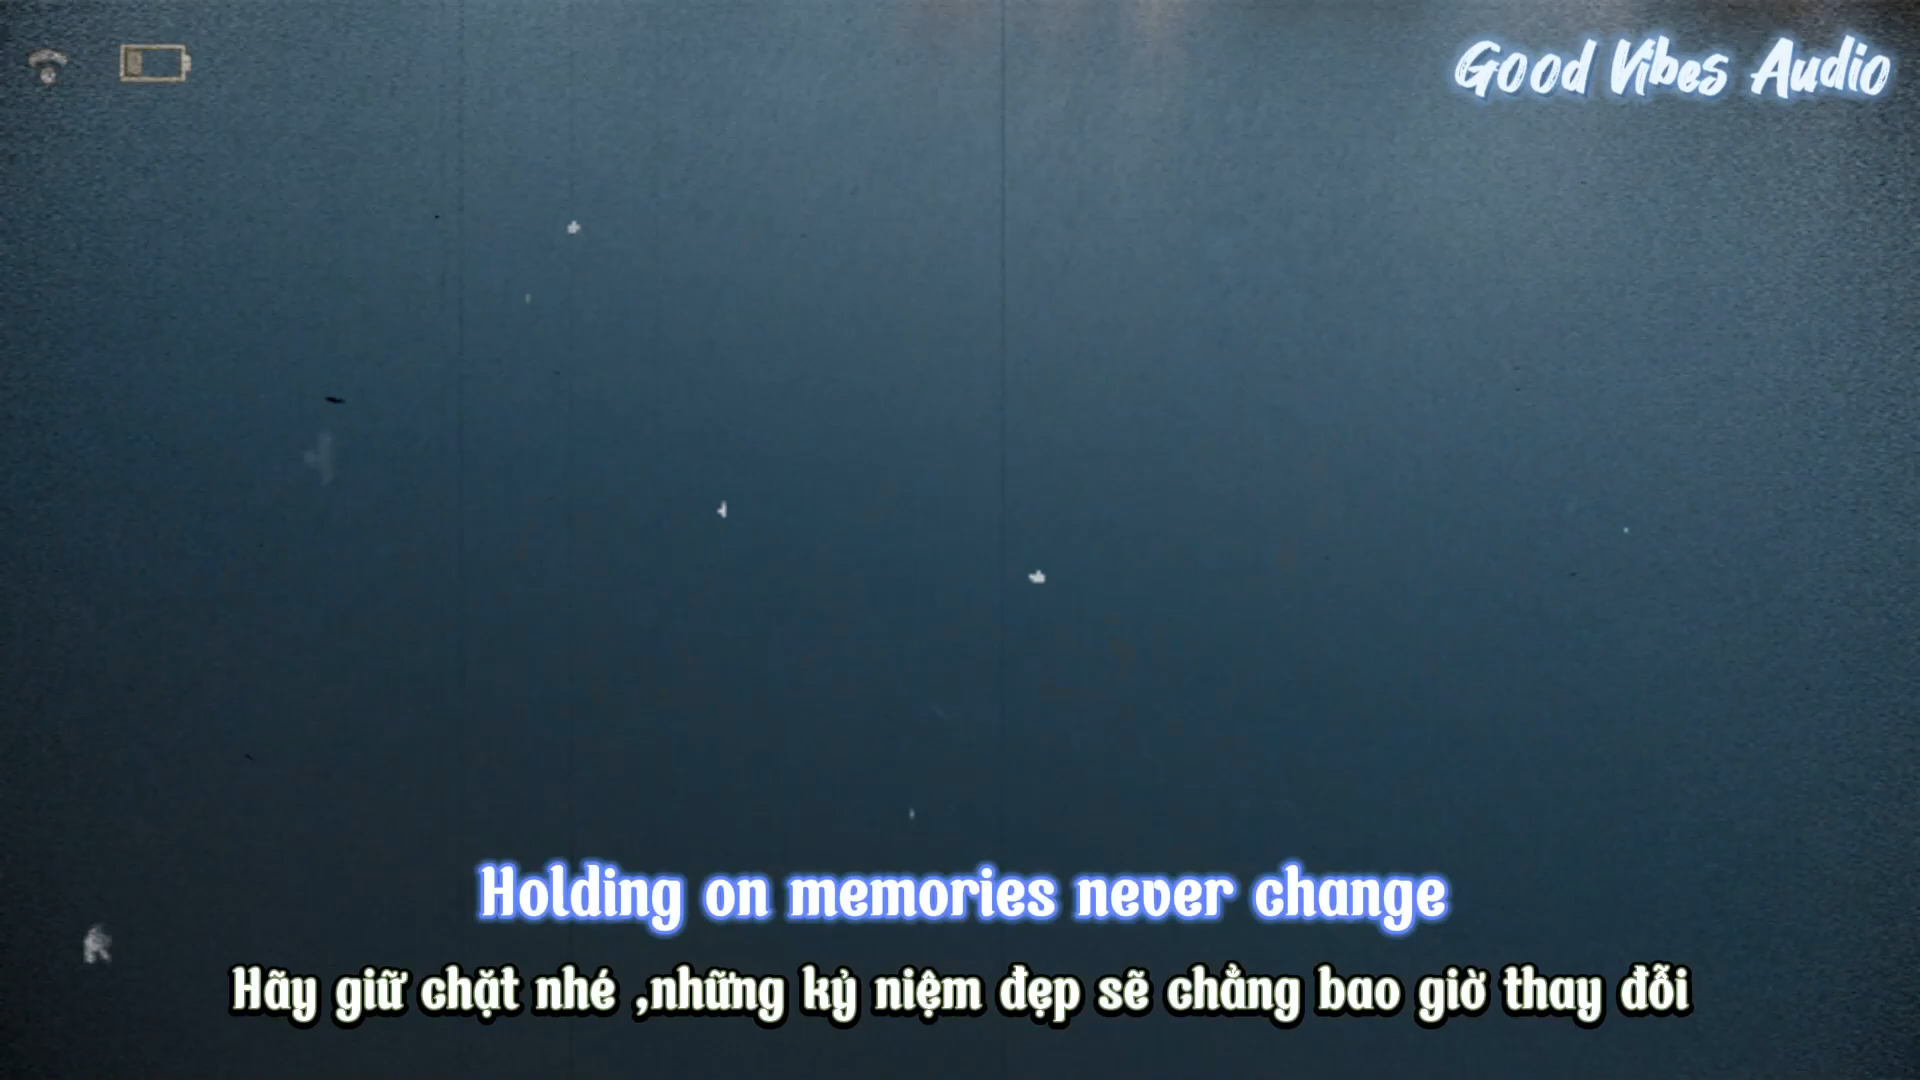 Good Vibes Audio
Holding on memories never change
Hãy giữ chặt nhé ,những kỷ niệm đẹp sẽ chẳng bao giờ thay đỗi